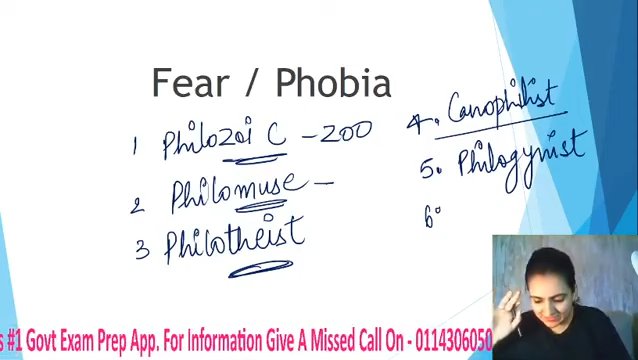 Fear / Phobia
1 Philozoic - ZOO
2 Philomuse -
3 Philotheist
4. Canophilist
5. Philogynist
6.
s #1 Govt Exam Prep App. For Information Give A Missed Call On - 0114306050